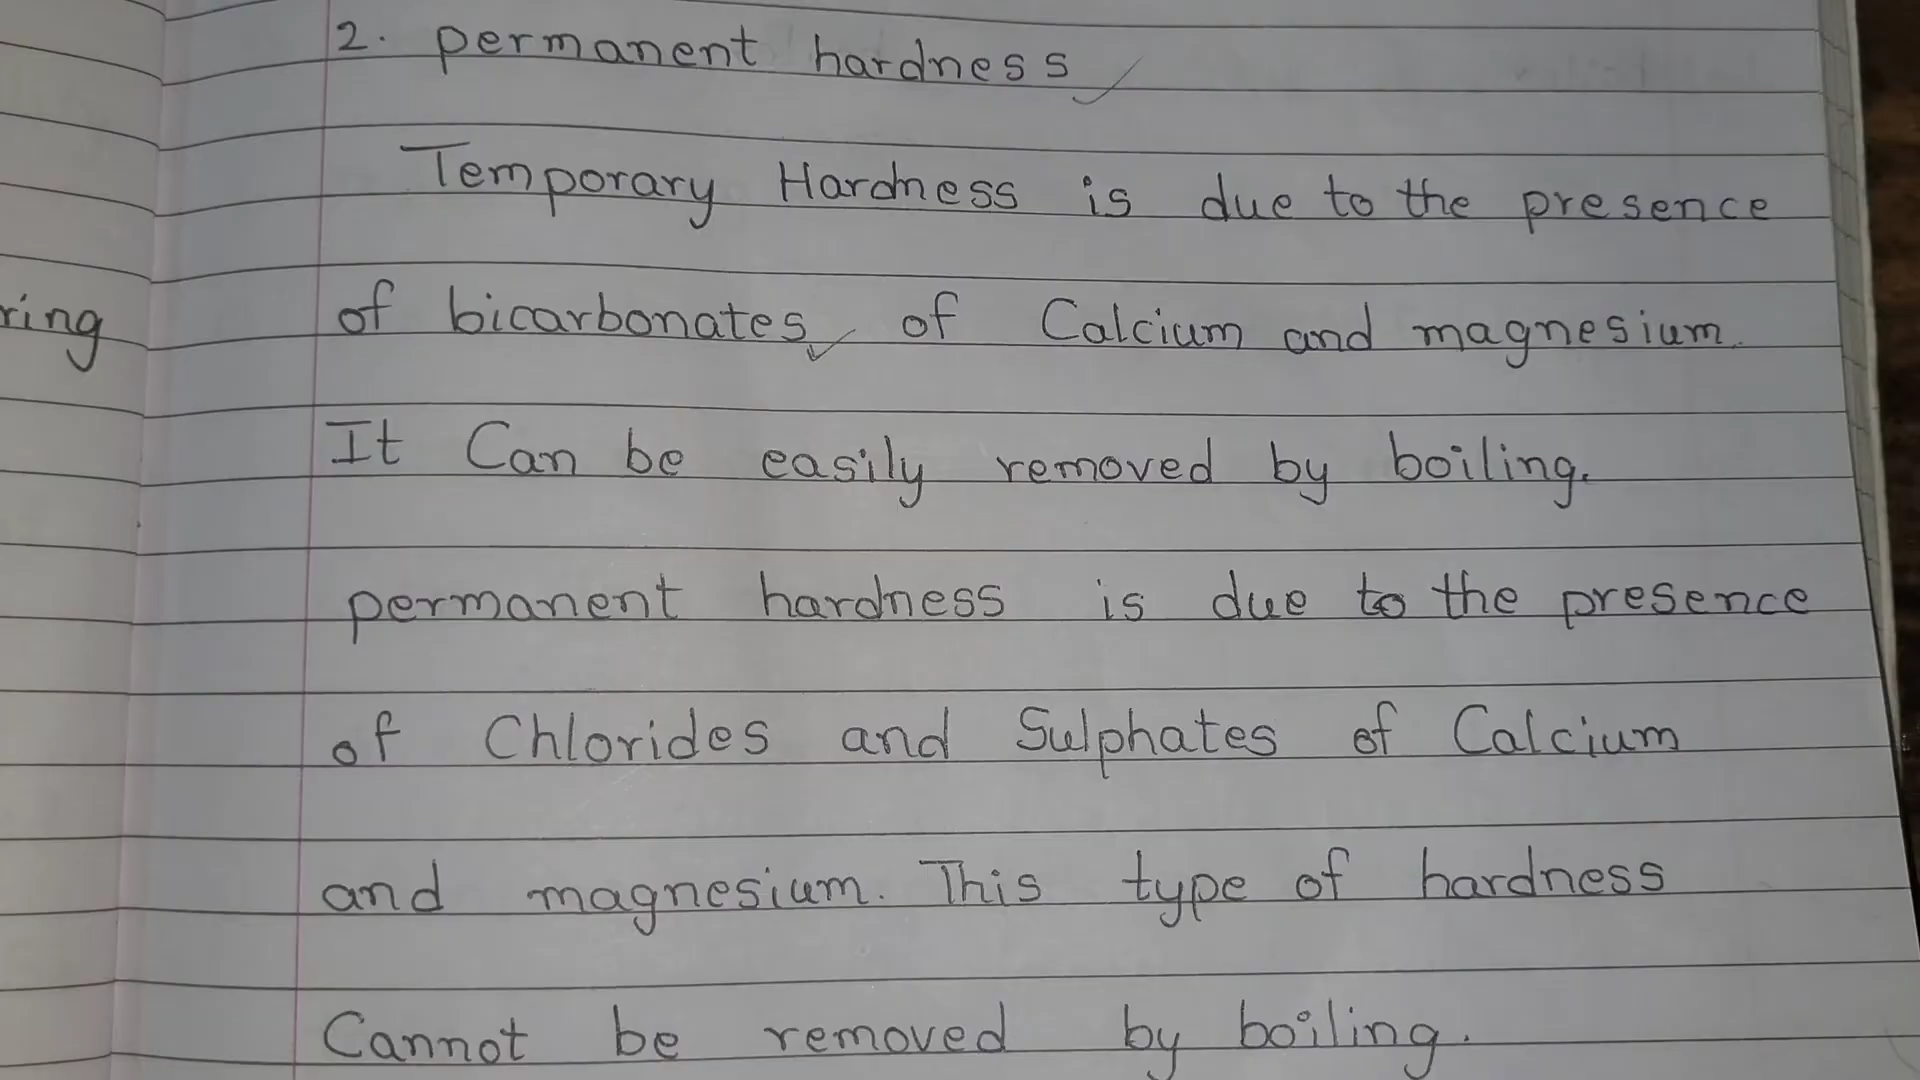 2. permanent hardness
Temporary Hardness is due to the presence
of bicarbonates of Calcium and magnesium.
ring
It Can be easily removed by boiling.
permanent hardness is due to the presence
of Chlorides and Sulphates of Calcium
and magnesium. This type of hardness
Cannot be removed by boiling.